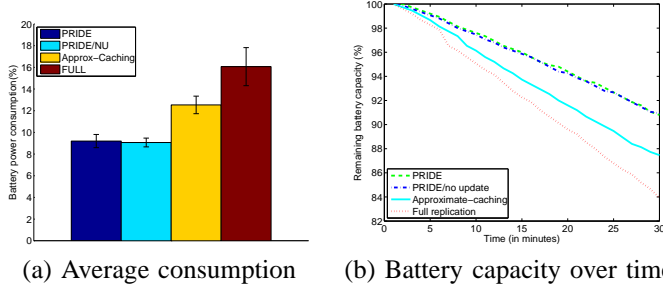 20
18
16
14
12
10
8
6
4
2
0
Battery power consumption(%)
PRIDE
PRIDE/NU
Approx-Caching
FULL
(a) Average consumption
100
98
96
94
92
90
88
86
84
82
Remaining battery capacity (%)
PRIDE
PRIDE/no update
Approximate-caching
Full replication
0 5 10 15 20 25 30
Time (in minutes)
(b) Battery capacity over time